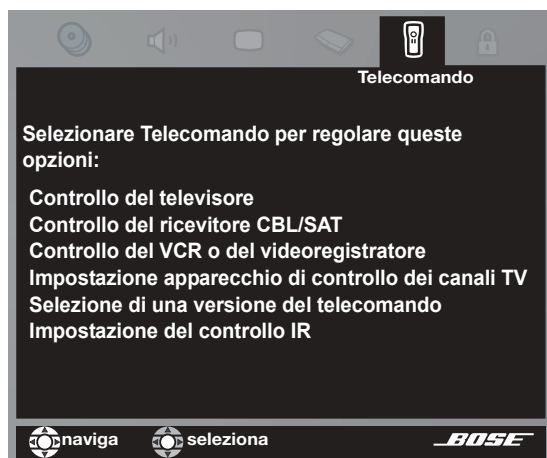 Telecomando
Selezionare Telecomando per regolare queste
opzioni:
Controllo del televisore
Controllo del ricevitore CBL/SAT
Controllo del VCR o del videoregistratore
Impostazione apparecchio di controllo dei canali TV
Selezione di una versione del telecomando
Impostazione del controllo IR
naviga seleziona BOSE